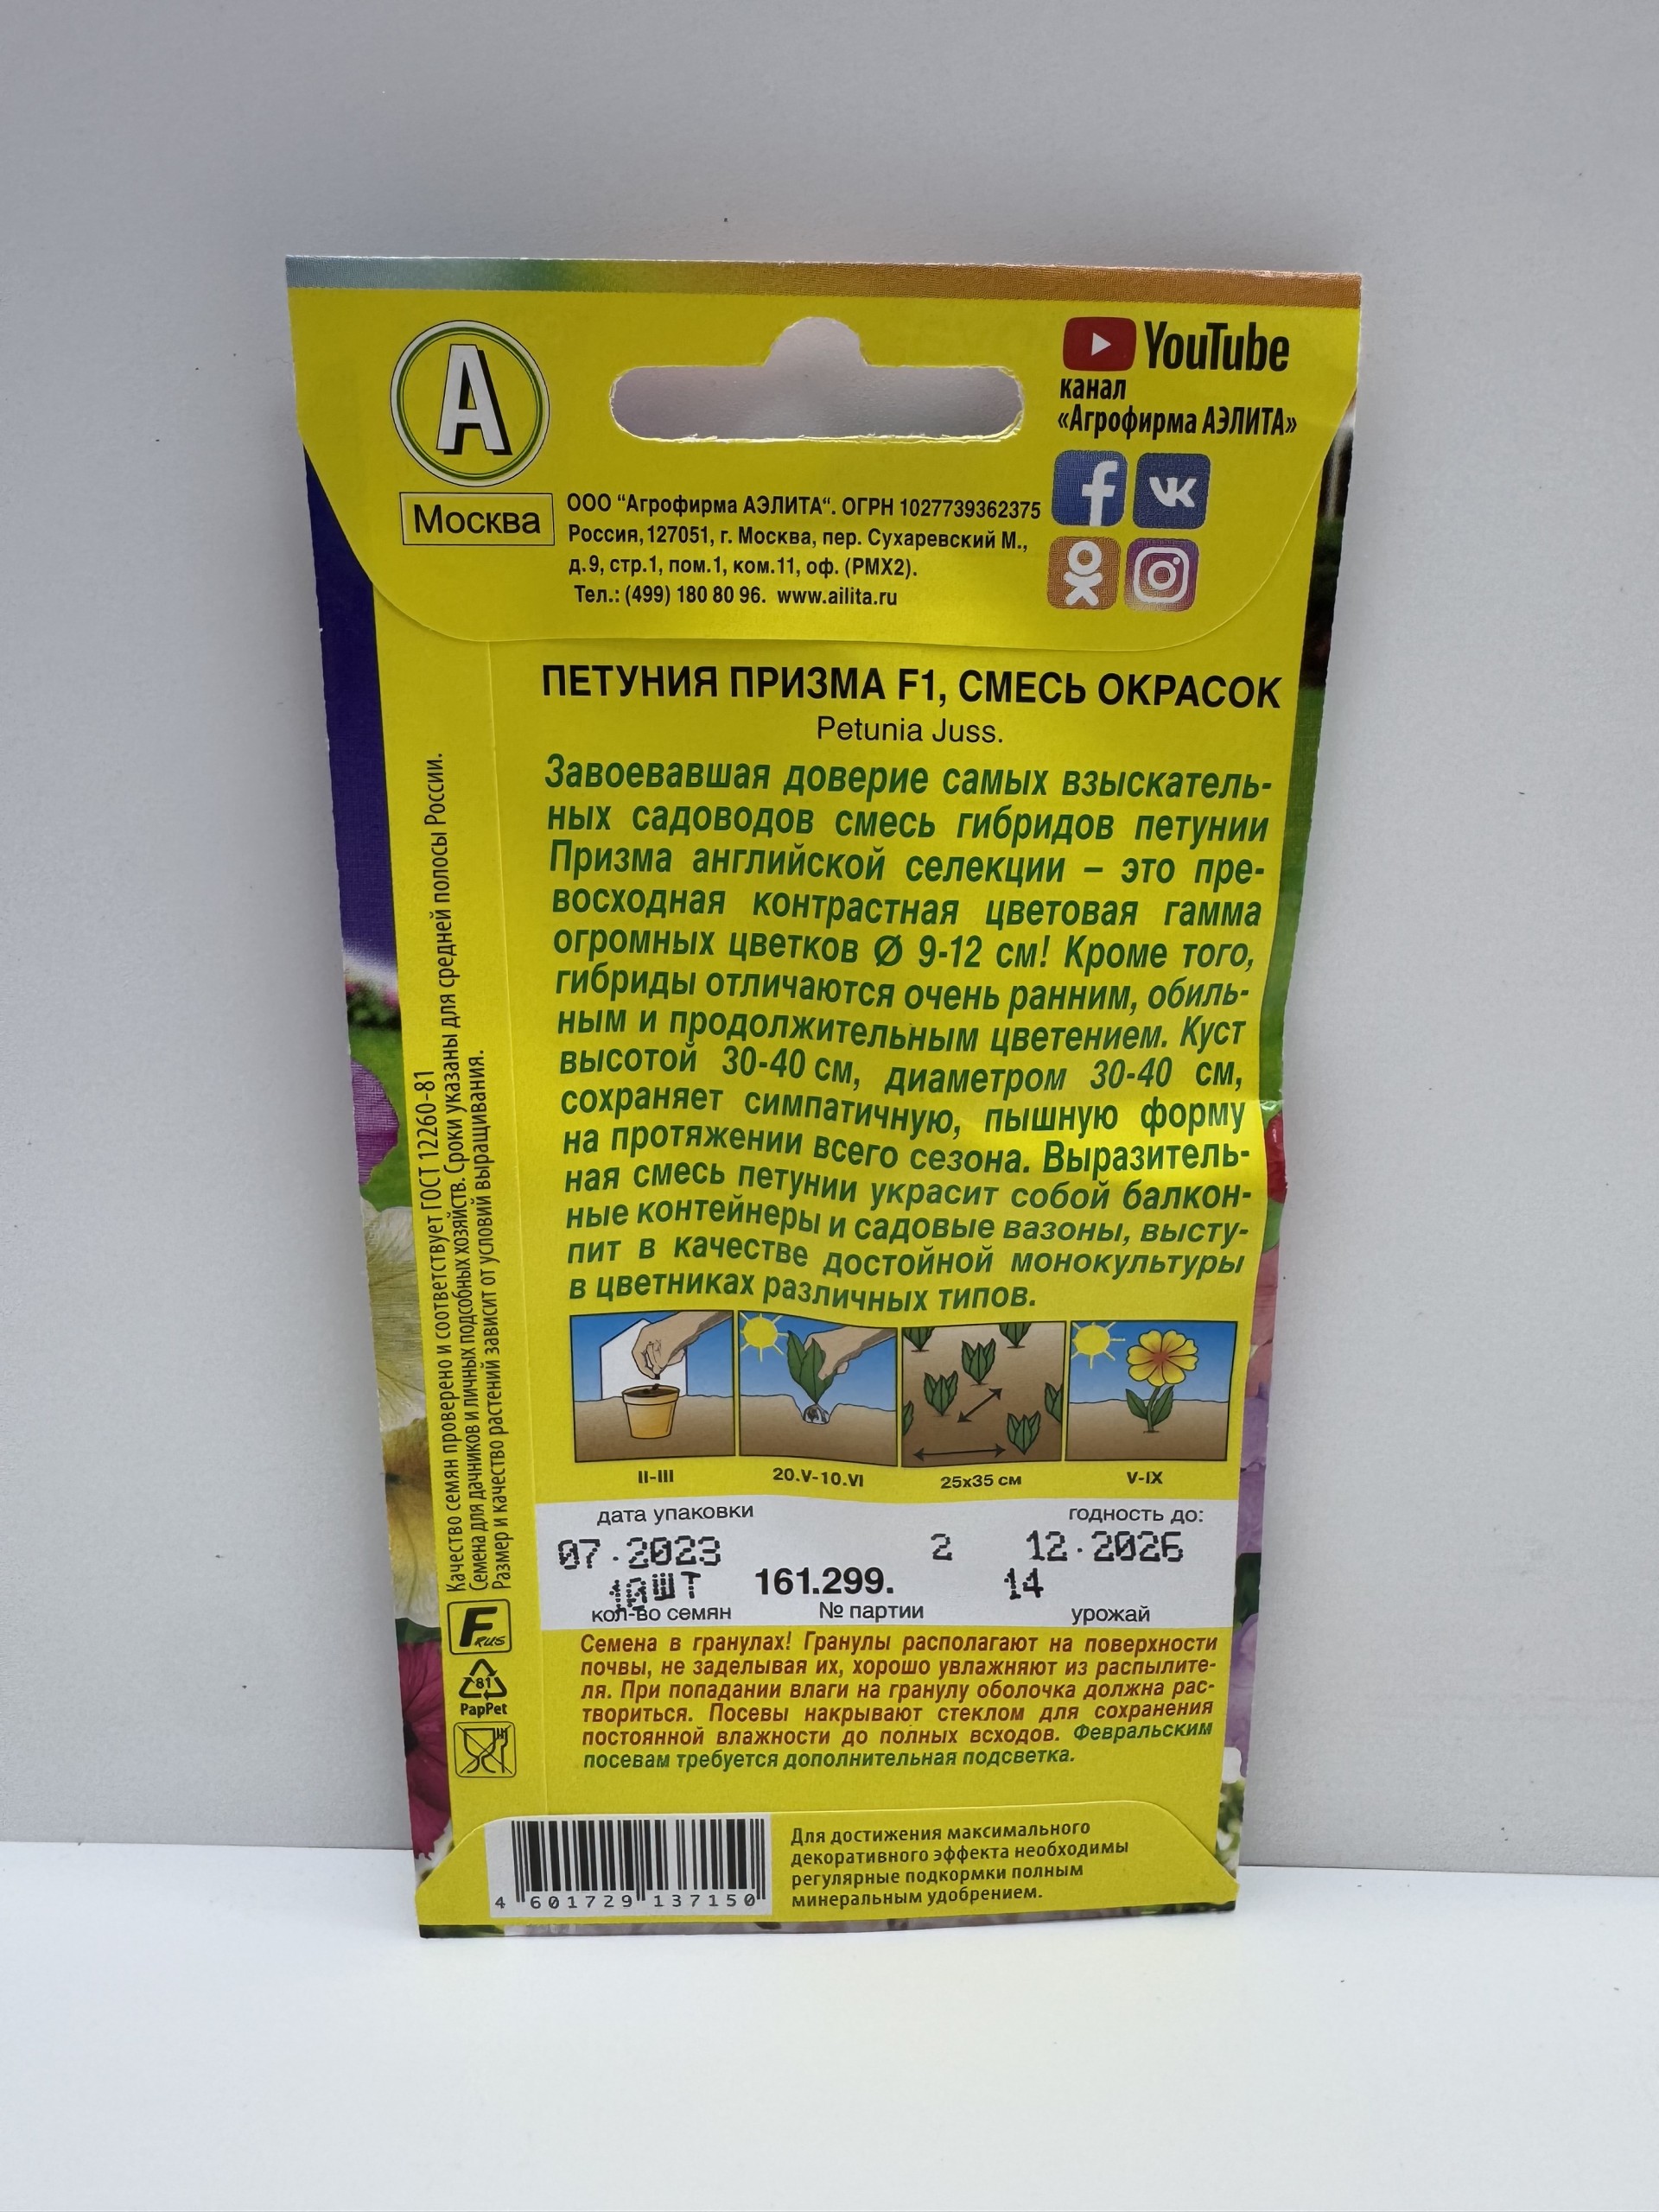 YouTube
канал
«Агрофирма АЭЛИТА»
А
Москва
ООО “Агрофирма АЭЛИТА“. ОГРН 1027739362375
Россия,127051, г. Москва, пер. Сухаревский М.,
д.9, стр.1, пом.1, ком.11, оф. (РМХ2).
Тел.: (499) 180 80 96. www.ailita.ru
ПЕТУНИЯ ПРИЗМА F1, СМЕСЬ ОКРАСОК
Petunia Juss.
Завоевавшая доверие самых взыскатель-
ных садоводов смесь гибридов петунии
Призма английской селекции – это пре-
восходная контрастная цветовая гамма
огромных цветков Ø 9-12 см! Кроме того,
гибриды отличаются очень ранним, обиль-
ным и продолжительным цветением. Куст
высотой 30-40 см, диаметром 30-40 см,
сохраняет симпатичную, пышную форму
на протяжении всего сезона. Выразитель-
ная смесь петунии украсит собой балкон-
ные контейнеры и садовые вазоны, высту-
пит в качестве достойной монокультуры
в цветниках различных типов.
II-III
20.V-10.VI
25х35 см
V-IX
дата упаковки
годность до:
07.2023 2 12.2026
10ШТ 161.299. 14
кол-во семян № партии урожай
Семена в гранулах! Гранулы располагают на поверхности
почвы, не заделывая их, хорошо увлажняют из распылите-
ля. При попадании влаги на гранулу оболочка должна рас-
твориться. Посевы накрывают стеклом для сохранения
постоянной влажности до полных всходов. Февральским
посевам требуется дополнительная подсветка.
Качество семян проверено и соответствует ГОСТ 12260-81
Семена для дачников и личных подсобных хозяйств. Сроки указаны для средней полосы России.
Размер и качество растений зависит от условий выращивания.
F RUS
81
PapPet
4 601729 137150
Для достижения максимального
декоративного эффекта необходимы
регулярные подкормки полным
минеральным удобрением.